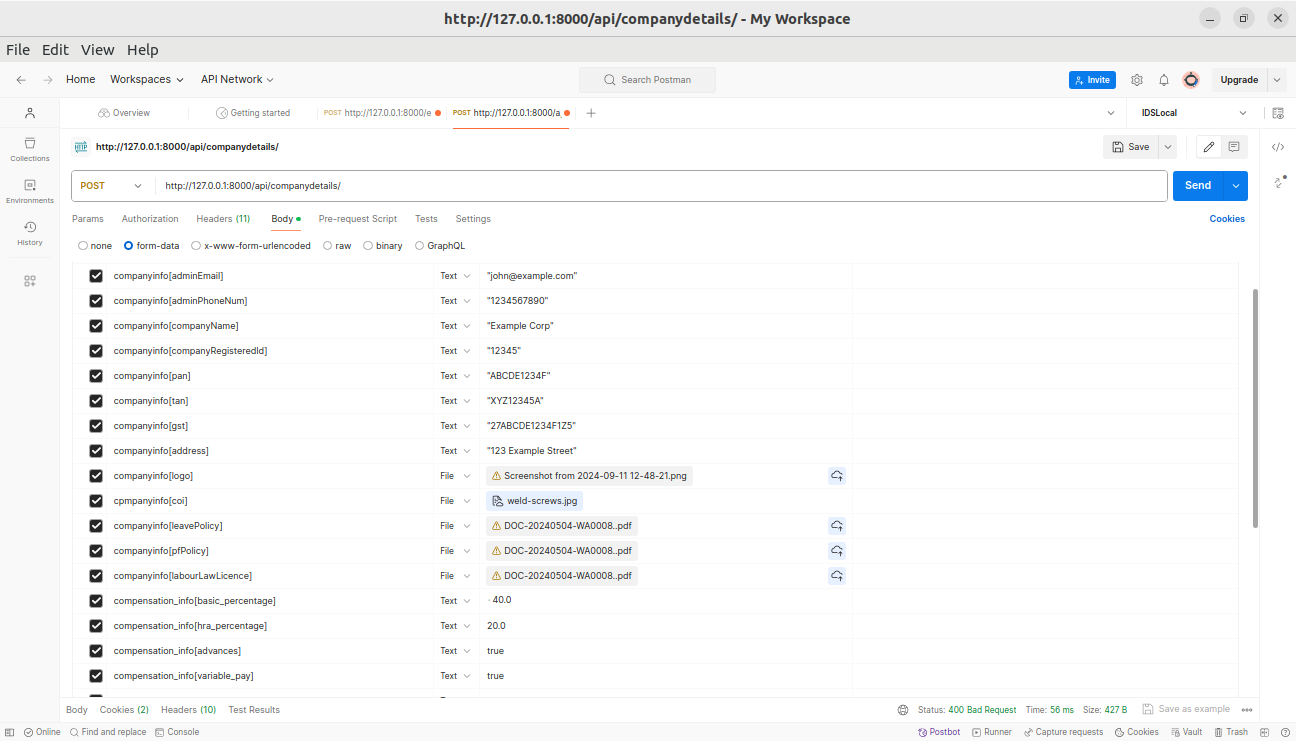 http://127.0.0.1:8000/api/companydetails/ - My Workspace
File Edit View Help
Home Workspaces API Network Search Postman Invite Upgrade
Overview Getting started POST http://127.0.0.1:8000/e POST http://127.0.0.1:8000/a IDSLocal
http://127.0.0.1:8000/api/companydetails/ Save
Collections
Environments
History
POST http://127.0.0.1:8000/api/companydetails/ Send
Params Authorization Headers (11) Body Pre-request Script Tests Settings Cookies
none form-data x-www-form-urlencoded raw binary GraphQL
companyinfo[adminEmail] Text "john@example.com"
companyinfo[adminPhoneNum] Text "1234567890"
companyinfo[companyName] Text "Example Corp"
companyinfo[companyRegisteredId] Text "12345"
companyinfo[pan] Text "ABCDE1234F"
companyinfo[tan] Text "XYZ12345A"
companyinfo[gst] Text "27ABCDE1234F1Z5"
companyinfo[address] Text "123 Example Street"
companyinfo[logo] File Screenshot from 2024-09-11 12-48-21.png
cpmpanyinfo[coi] File weld-screws.jpg
companyinfo[leavePolicy] File DOC-20240504-WA0008..pdf
companyinfo[pfPolicy] File DOC-20240504-WA0008..pdf
companyinfo[labourLawLicence] File DOC-20240504-WA0008..pdf
compensation_info[basic_percentage] Text · 40.0
compensation_info[hra_percentage] Text 20.0
compensation_info[advances] Text true
compensation_info[variable_pay] Text true
Body Cookies (2) Headers (10) Test Results Status: 400 Bad Request Time: 56 ms Size: 427 B Save as example
Online Find and replace Console Postbot Runner Capture requests Cookies Vault Trash